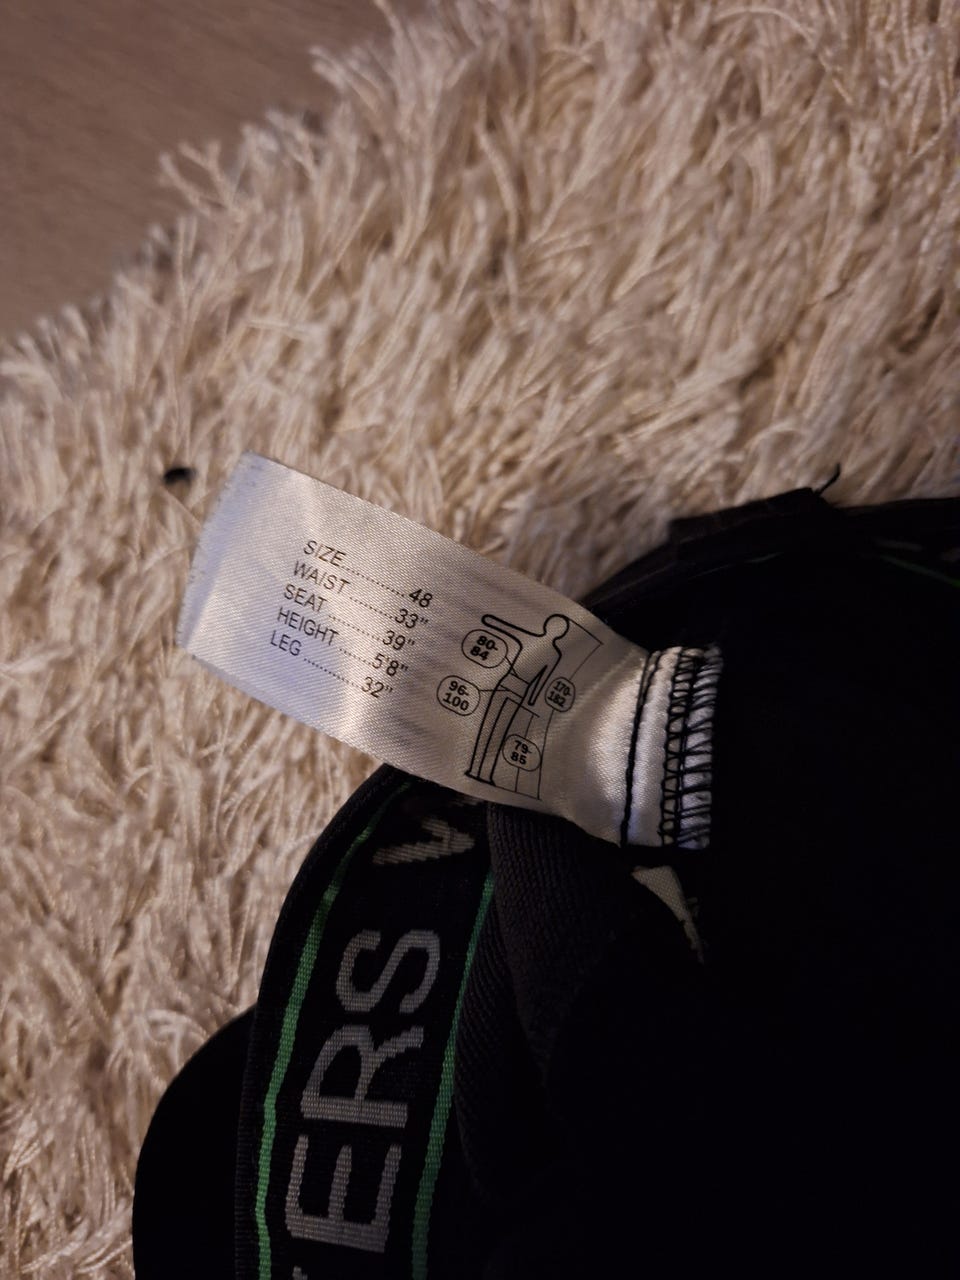 SIZE................48
WAIST ............33"
SEAT ............39"
HEIGHT .......5'8"
LEG .............32"
80-
84
96-
100
170-
182
79-
85
ERS